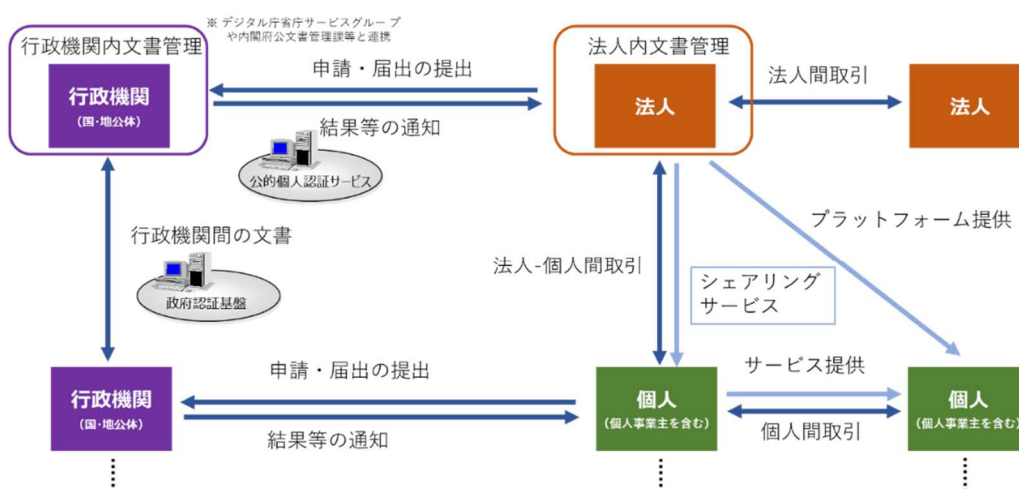 ※ デジタル庁省庁サービスグループ
や内閣府公文書管理課等と連携
行政機関内文書管理
行政機関
(国・地公体)
申請・届出の提出
結果等の通知
公的個人認証サービス
法人内文書管理
法人
法人間取引
法人
行政機関間の文書
政府認証基盤
法人-個人間取引
シェアリング
サービス
プラットフォーム提供
行政機関
(国・地公体)
申請・届出の提出
結果等の通知
個人
(個人事業主を含む)
サービス提供
個人間取引
個人
(個人事業主を含む)